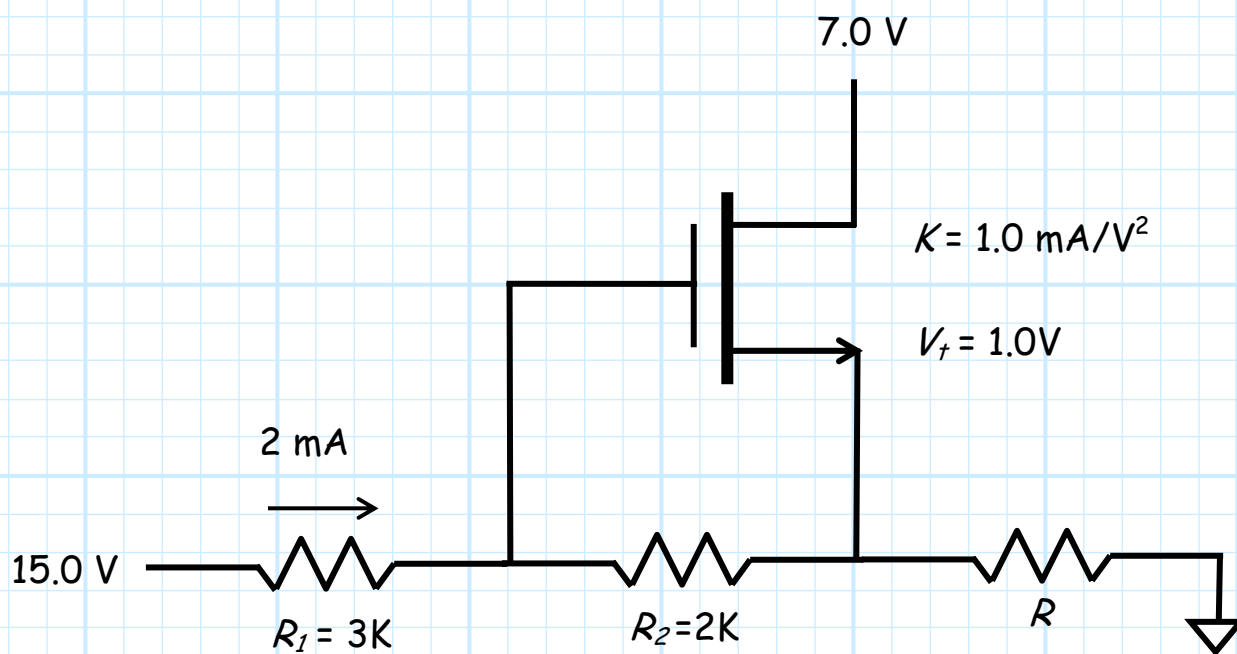 7.0 V
K = 1.0 mA/V²
Vₜ = 1.0V
2 mA
15.0 V
R₁ = 3K
R₂=2K
R